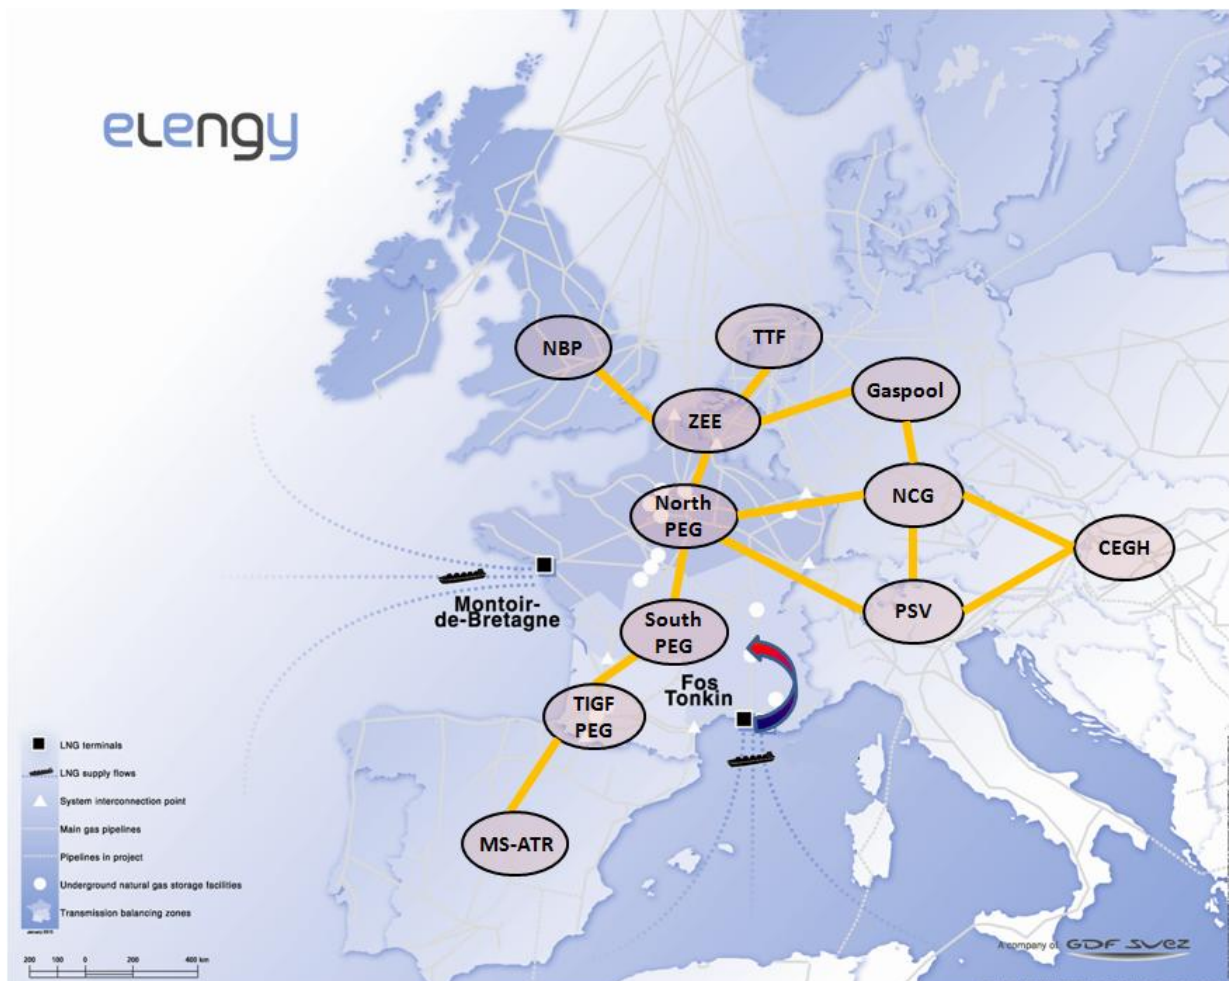 eLengy
NBP
TTF
Gaspool
ZEE
NCG
North
PEG
CEGH
Montoir-
de-Bretagne
PSV
South
PEG
Fos
Tonkin
TIGF
PEG
MS-ATR
LNG terminals
LNG supply flows
System interconnection point
Main gas pipelines
Pipelines in project
Underground natural gas storage facilities
Transmission balancing zones
200 100 0 200 400 km
A company of GDF SUEZ